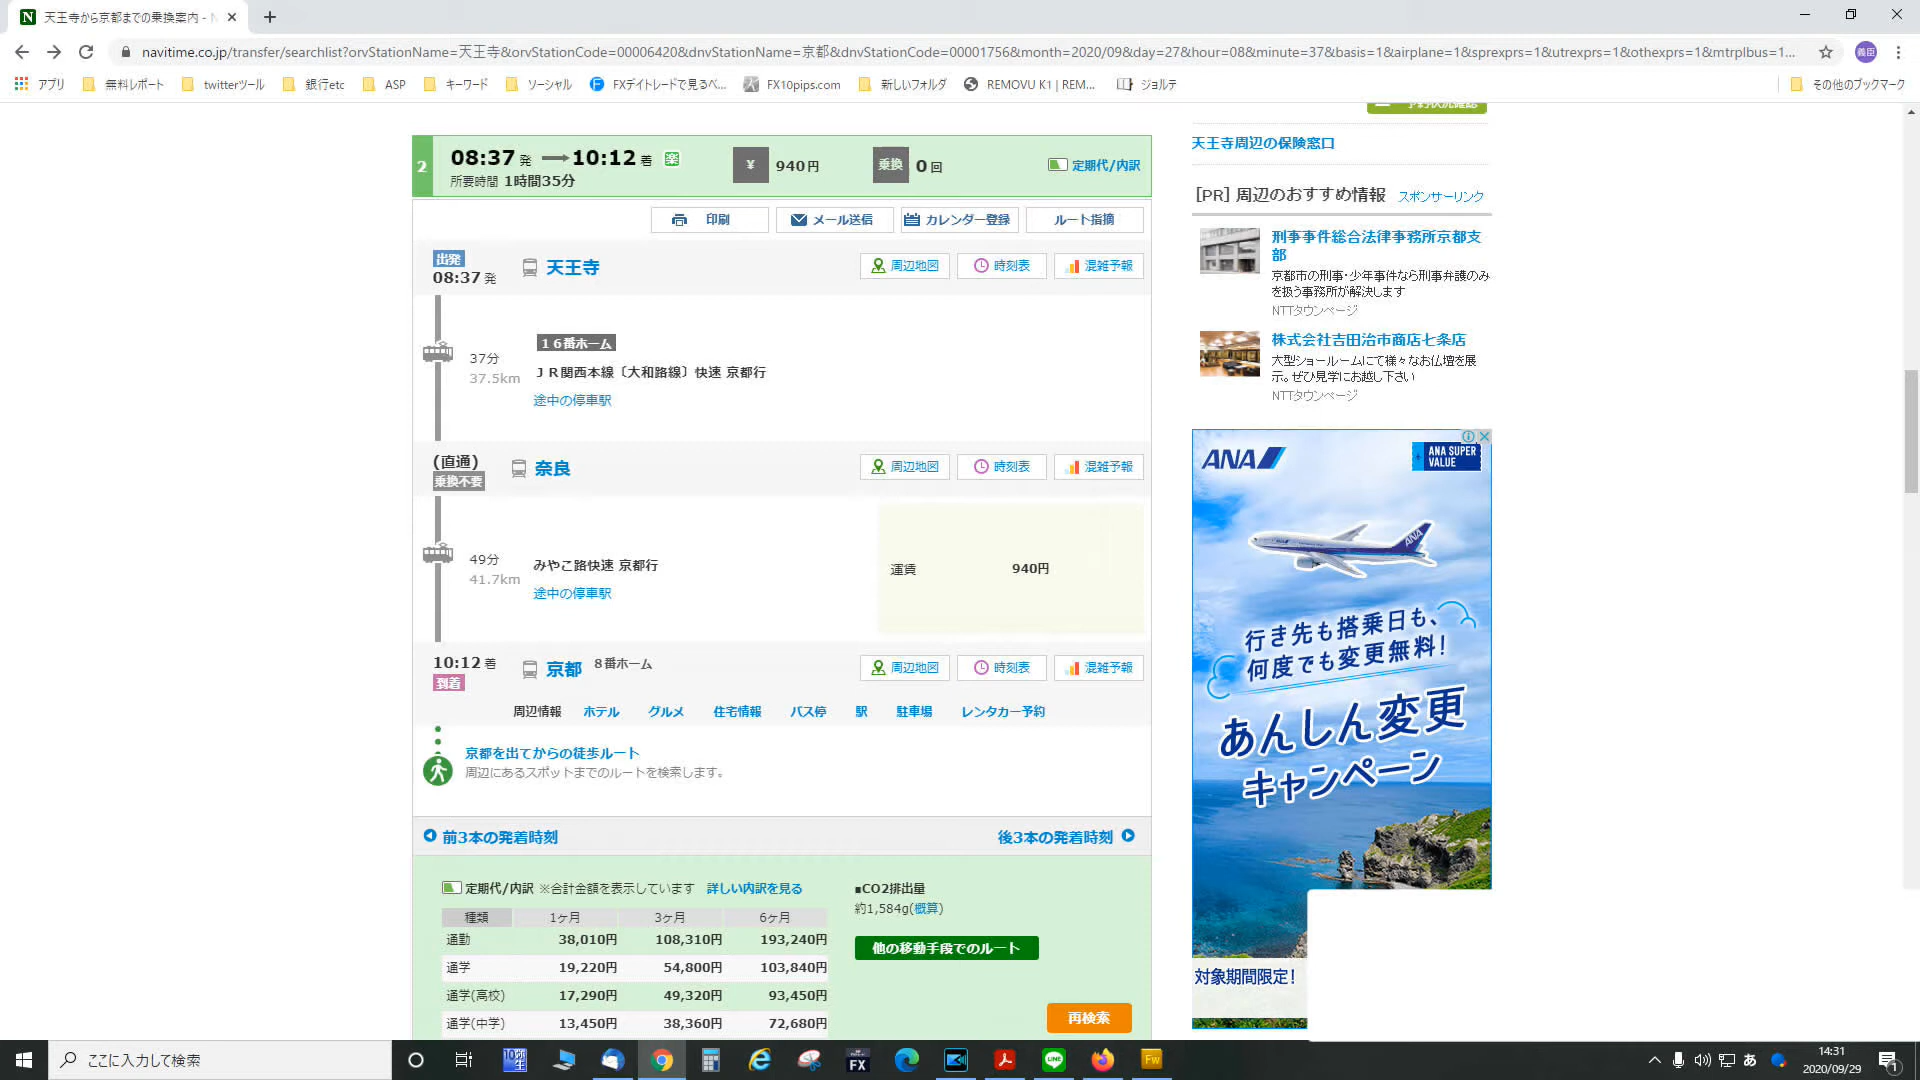 天王寺から京都までの乗換案内 -
navitime.co.jp/transfer/searchlist?orvStationName=天王寺&orvStationCode=00006420&dnvStationName=京都&dnvStationCode=00001756&month=2020/09&day=27&hour=08&minute=37&basis=1&airplane=1&sprexprs=1&utrexprs=1&othexprs=1&mtrplbus=1...
義臣
アプリ 無料レポート twitterツール 銀行etc ASP キーワード ソーシャル FXデイトレードで見るべ... FX10pips.com 新しいフォルダ REMOVU K1 | REM... ジョルテ その他のブックマーク
2 08:37 発 10:12 着 楽 ¥ 940円 乗換 0 回 定期代/内訳
所要時間 1時間35分
印刷 メール送信 カレンダー登録 ルート指摘
出発
08:37 発 天王寺 周辺地図 時刻表 混雑予報
16番ホーム
37分
37.5km
JR関西本線〔大和路線〕快速 京都行
途中の停車駅
(直通)
乗換不要
奈良 周辺地図 時刻表 混雑予報
49分
41.7km
みやこ路快速 京都行
途中の停車駅
運賃 940円
10:12 着
到着
京都 8番ホーム 周辺地図 時刻表 混雑予報
周辺情報 ホテル グルメ 住宅情報 バス停 駅 駐車場 レンタカー予約
京都を出てからの徒歩ルート
周辺にあるスポットまでのルートを検索します。
前3本の発着時刻 後3本の発着時刻
定期代/内訳 ※合計金額を表示しています 詳しい内訳を見る
種類 1ヶ月 3ヶ月 6ヶ月
通勤 38,010円 108,310円 193,240円
通学 19,220円 54,800円 103,840円
通学(高校) 17,290円 49,320円 93,450円
通学(中学) 13,450円 38,360円 72,680円
■CO2排出量
約1,584g(概算)
他の移動手段でのルート
再検索
予約状況確認
天王寺周辺の保険窓口
[PR] 周辺のおすすめ情報 スポンサーリンク
刑事事件総合法律事務所京都支
部
京都市の刑事・少年事件なら刑事弁護のみ
を扱う事務所が解決します
NTTタウンページ
株式会社吉田治市商店七条店
大型ショールームにて様々なお仏壇を展
示。ぜひ見学にお越し下さい
NTTタウンページ
ANA
ANA SUPER
VALUE
ANA
行き先も搭乗日も、
何度でも変更無料!
あんしん変更
キャンペーン
対象期間限定!
ここに入力して検索
FX
LINE
Fw
あ
14:31
2020/09/29
1